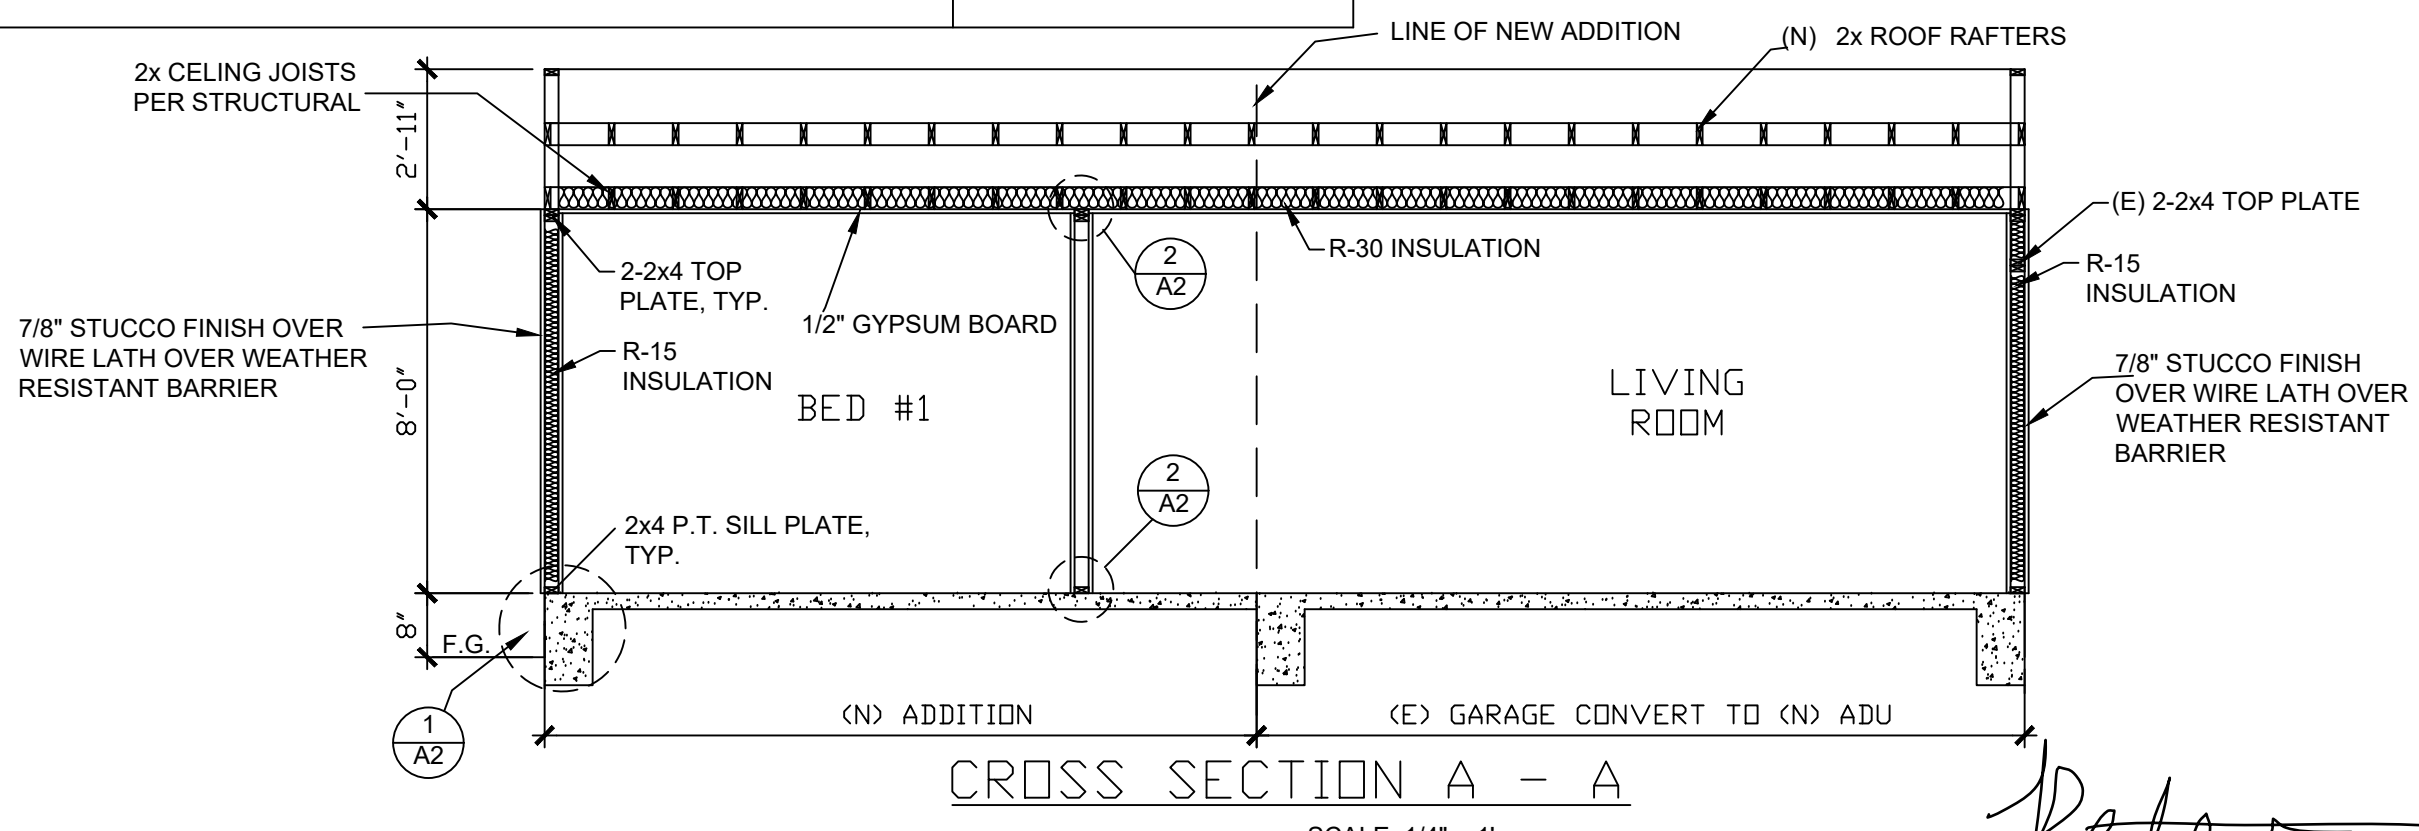 LINE OF NEW ADDITION
(N) 2x ROOF RAFTERS
2x CELING JOISTS
PER STRUCTURAL
2'-11"
(E) 2-2x4 TOP PLATE
R-30 INSULATION
2
A2
2-2x4 TOP
PLATE, TYP.
R-15
INSULATION
1/2" GYPSUM BOARD
7/8" STUCCO FINISH OVER
WIRE LATH OVER WEATHER
RESISTANT BARRIER
R-15
INSULATION
8'-0"
BED #1
LIVING
ROOM
7/8" STUCCO FINISH
OVER WIRE LATH OVER
WEATHER RESISTANT
BARRIER
2
A2
2x4 P.T. SILL PLATE,
TYP.
8"
F.G.
1
A2
(N) ADDITION
(E) GARAGE CONVERT TO (N) ADU
CROSS SECTION A - A
SCALE: 1/4" = 1'